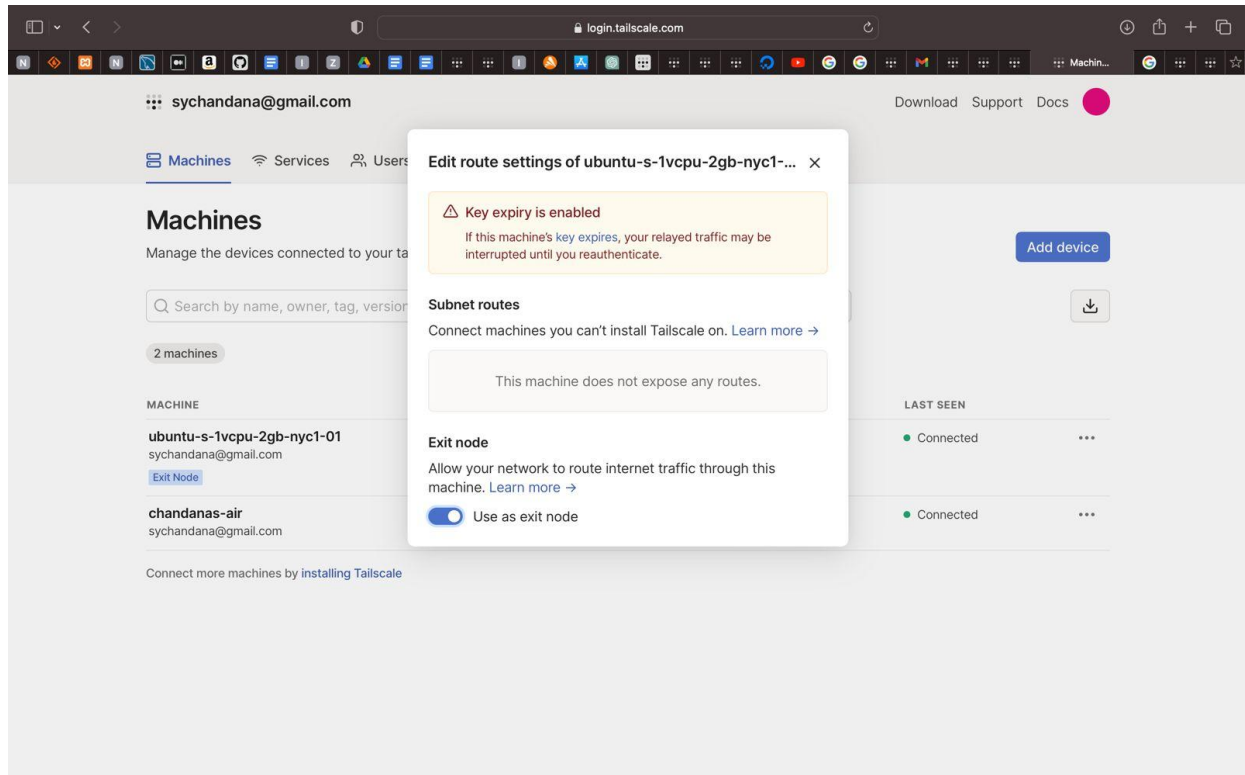 login.tailscale.com
Machin...
sychandana@gmail.com
Download Support Docs
Machines Services Users
Edit route settings of ubuntu-s-1vcpu-2gb-nyc1-...
Key expiry is enabled
If this machine's key expires, your relayed traffic may be
interrupted until you reauthenticate.
Machines
Manage the devices connected to your ta
Add device
Search by name, owner, tag, version
Subnet routes
Connect machines you can't install Tailscale on. Learn more →
This machine does not expose any routes.
2 machines
MACHINE
LAST SEEN
ubuntu-s-1vcpu-2gb-nyc1-01
sychandana@gmail.com
Exit Node
Connected
Exit node
Allow your network to route internet traffic through this
machine. Learn more →
Use as exit node
chandanas-air
sychandana@gmail.com
Connected
Connect more machines by installing Tailscale